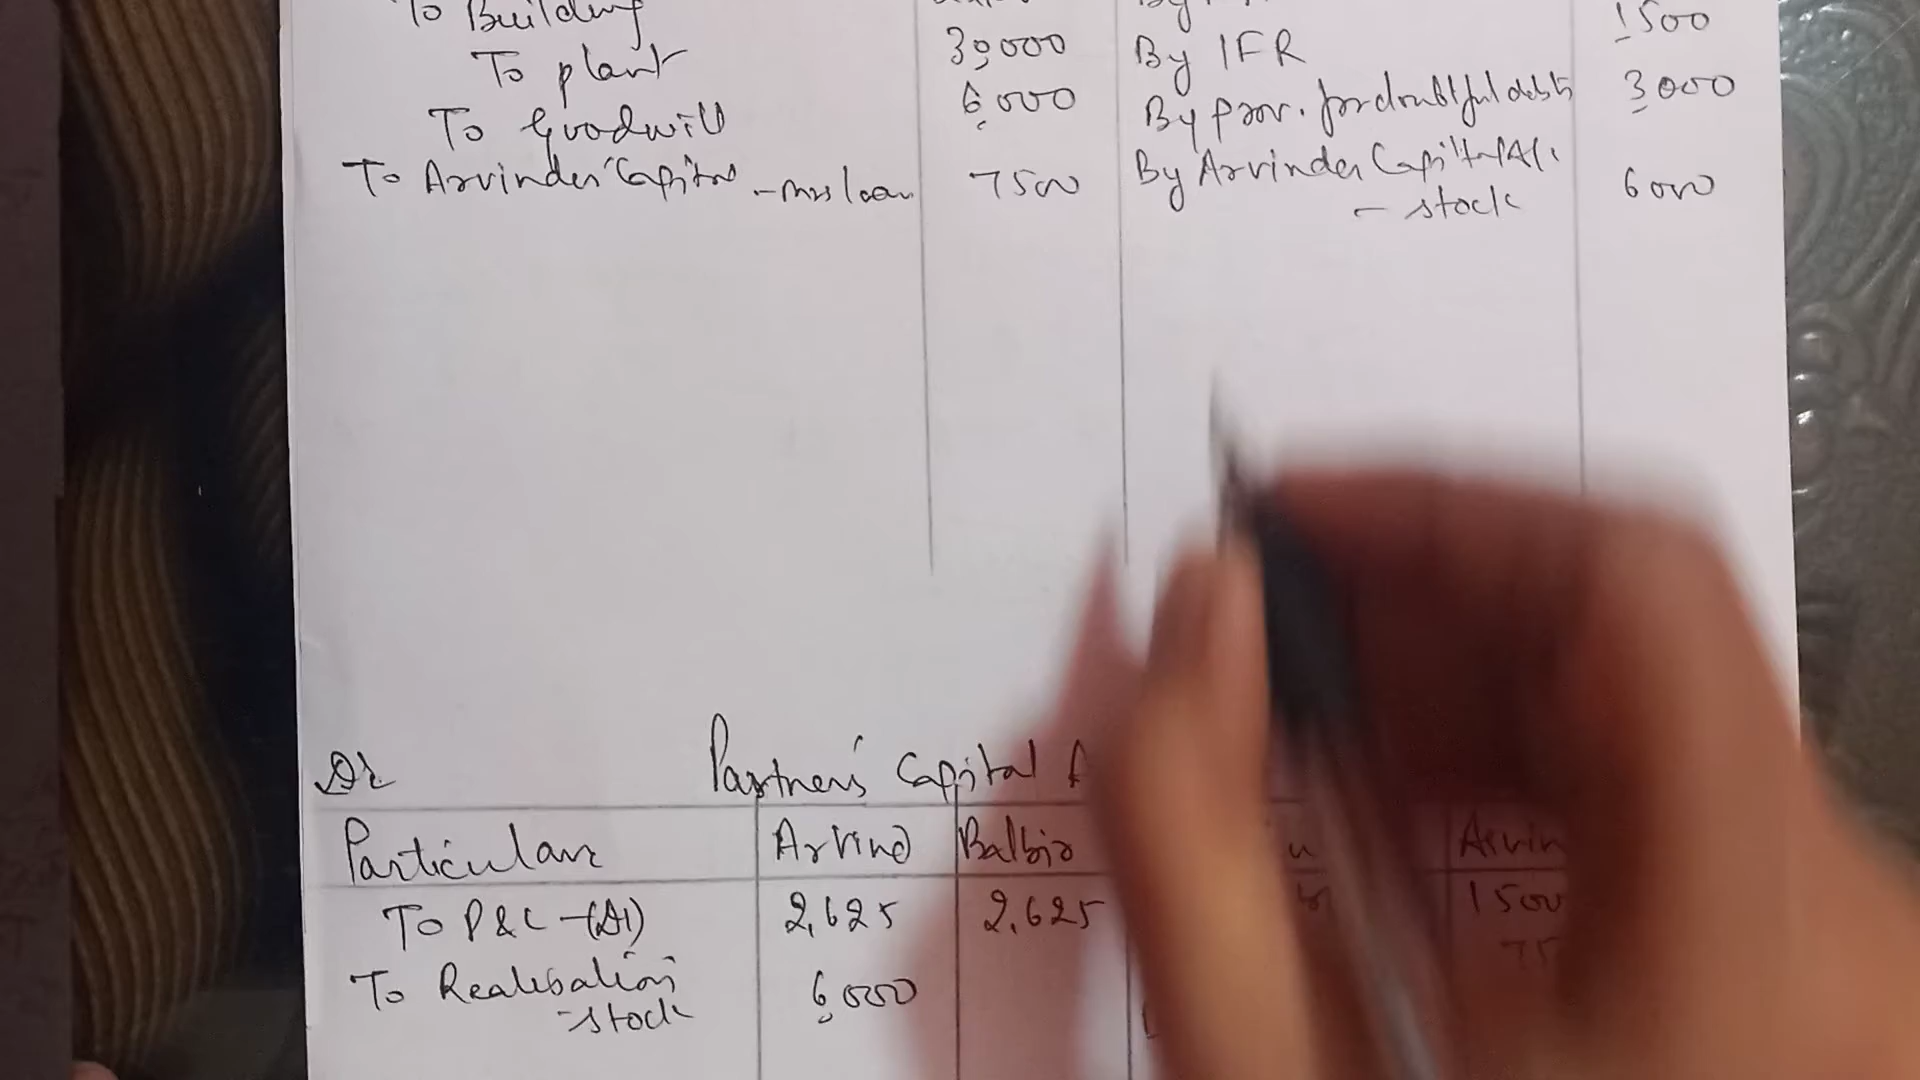 To Building
To plant 30,000 By IFR 1500
To Goodwill 6,000 By prov. for doubtful debts 3000
To Arvinder Capital - Mrs loan 7500 By Arvinder Capital A/c - stock 6000
Dr Partner's Capital A
Particulars Arvind Balbir Arvin
To P&L (A/c) 2,625 2,625 1500
To Realisation 6,000 75
- stock